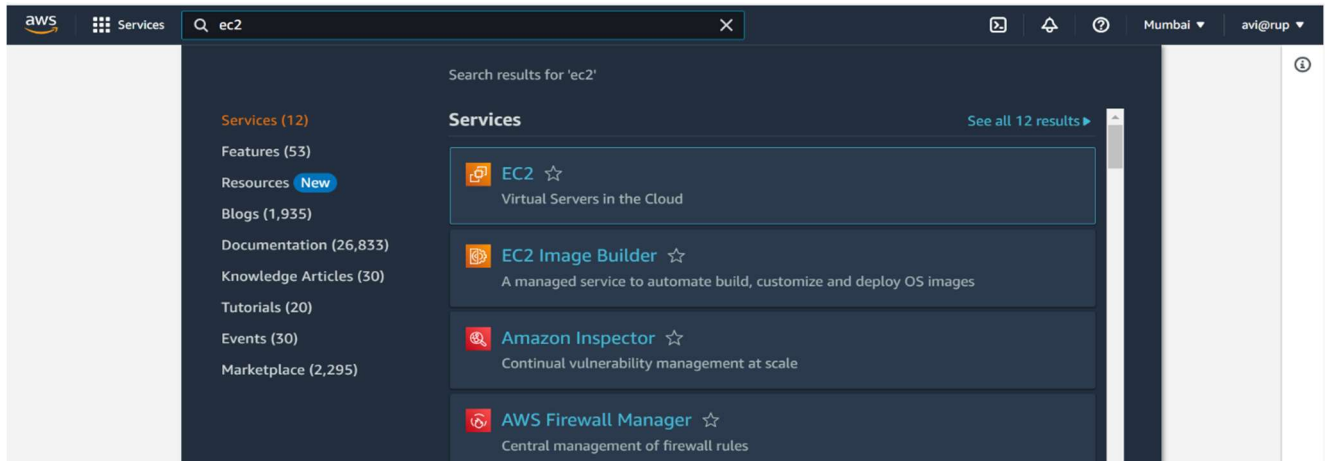 aws Services ec2 Mumbai avi@rup
Search results for 'ec2'
Services (12)
Features (53)
Resources New
Blogs (1,935)
Documentation (26,833)
Knowledge Articles (30)
Tutorials (20)
Events (30)
Marketplace (2,295)
Services See all 12 results
EC2
Virtual Servers in the Cloud
EC2 Image Builder
A managed service to automate build, customize and deploy OS images
Amazon Inspector
Continual vulnerability management at scale
AWS Firewall Manager
Central management of firewall rules